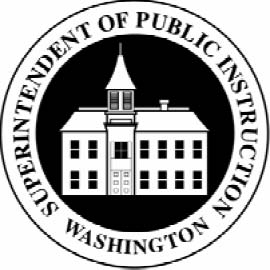 SUPERINTENDENT OF PUBLIC INSTRUCTION
WASHINGTON